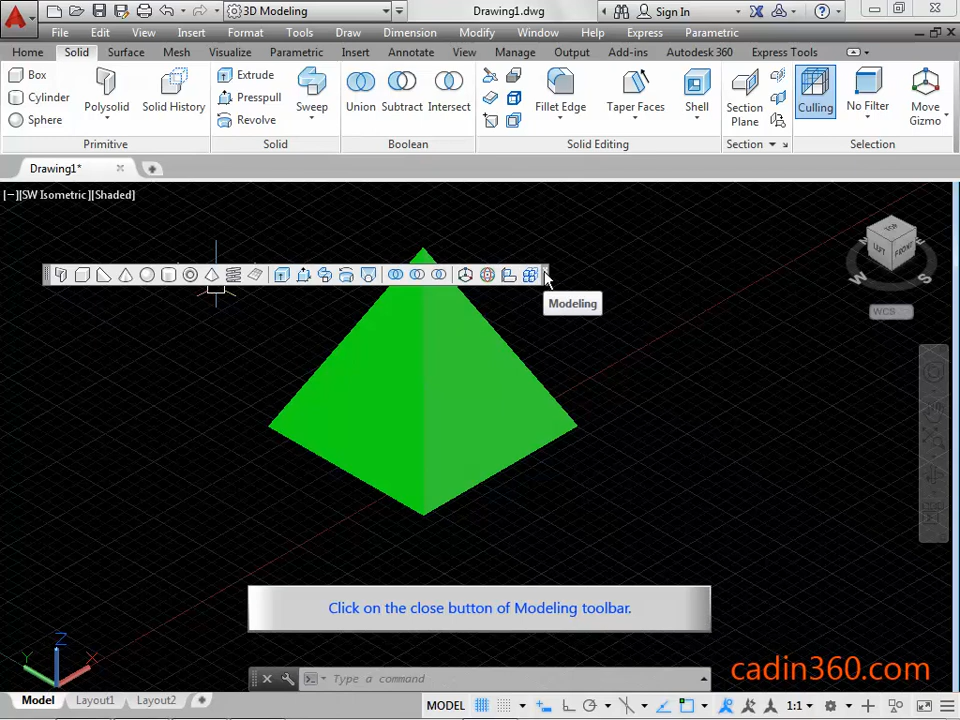 3D Modeling
Drawing1.dwg
Sign In
File Edit View Insert Format Tools Draw Dimension Modify Window Help Express Parametric
Home Solid Surface Mesh Visualize Parametric Insert Annotate View Manage Output Add-ins Autodesk 360 Express Tools
Box
Cylinder
Sphere
Polysolid
Solid History
Extrude
Presspull
Revolve
Sweep
Union
Subtract
Intersect
Fillet Edge
Taper Faces
Shell
Section
Plane
Culling
No Filter
Move
Gizmo
Primitive
Solid
Boolean
Solid Editing
Section
Selection
Drawing1*
[−][SW Isometric][Shaded]
TOP
LEFT
FRONT
W
S
WCS
Modeling
Click on the close button of Modeling toolbar.
Z
Y
X
Type a command
cadin360.com
Model Layout1 Layout2
MODEL
1:1